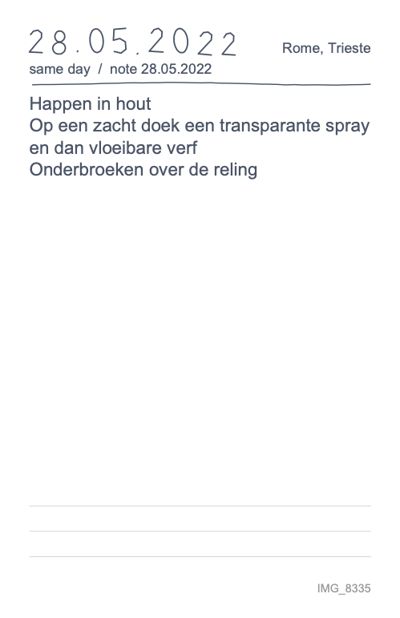 28.05.2022
Rome, Trieste
same day / note 28.05.2022
Happen in hout
Op een zacht doek een transparante spray
en dan vloeibare verf
Onderbroeken over de reling
IMG_8335